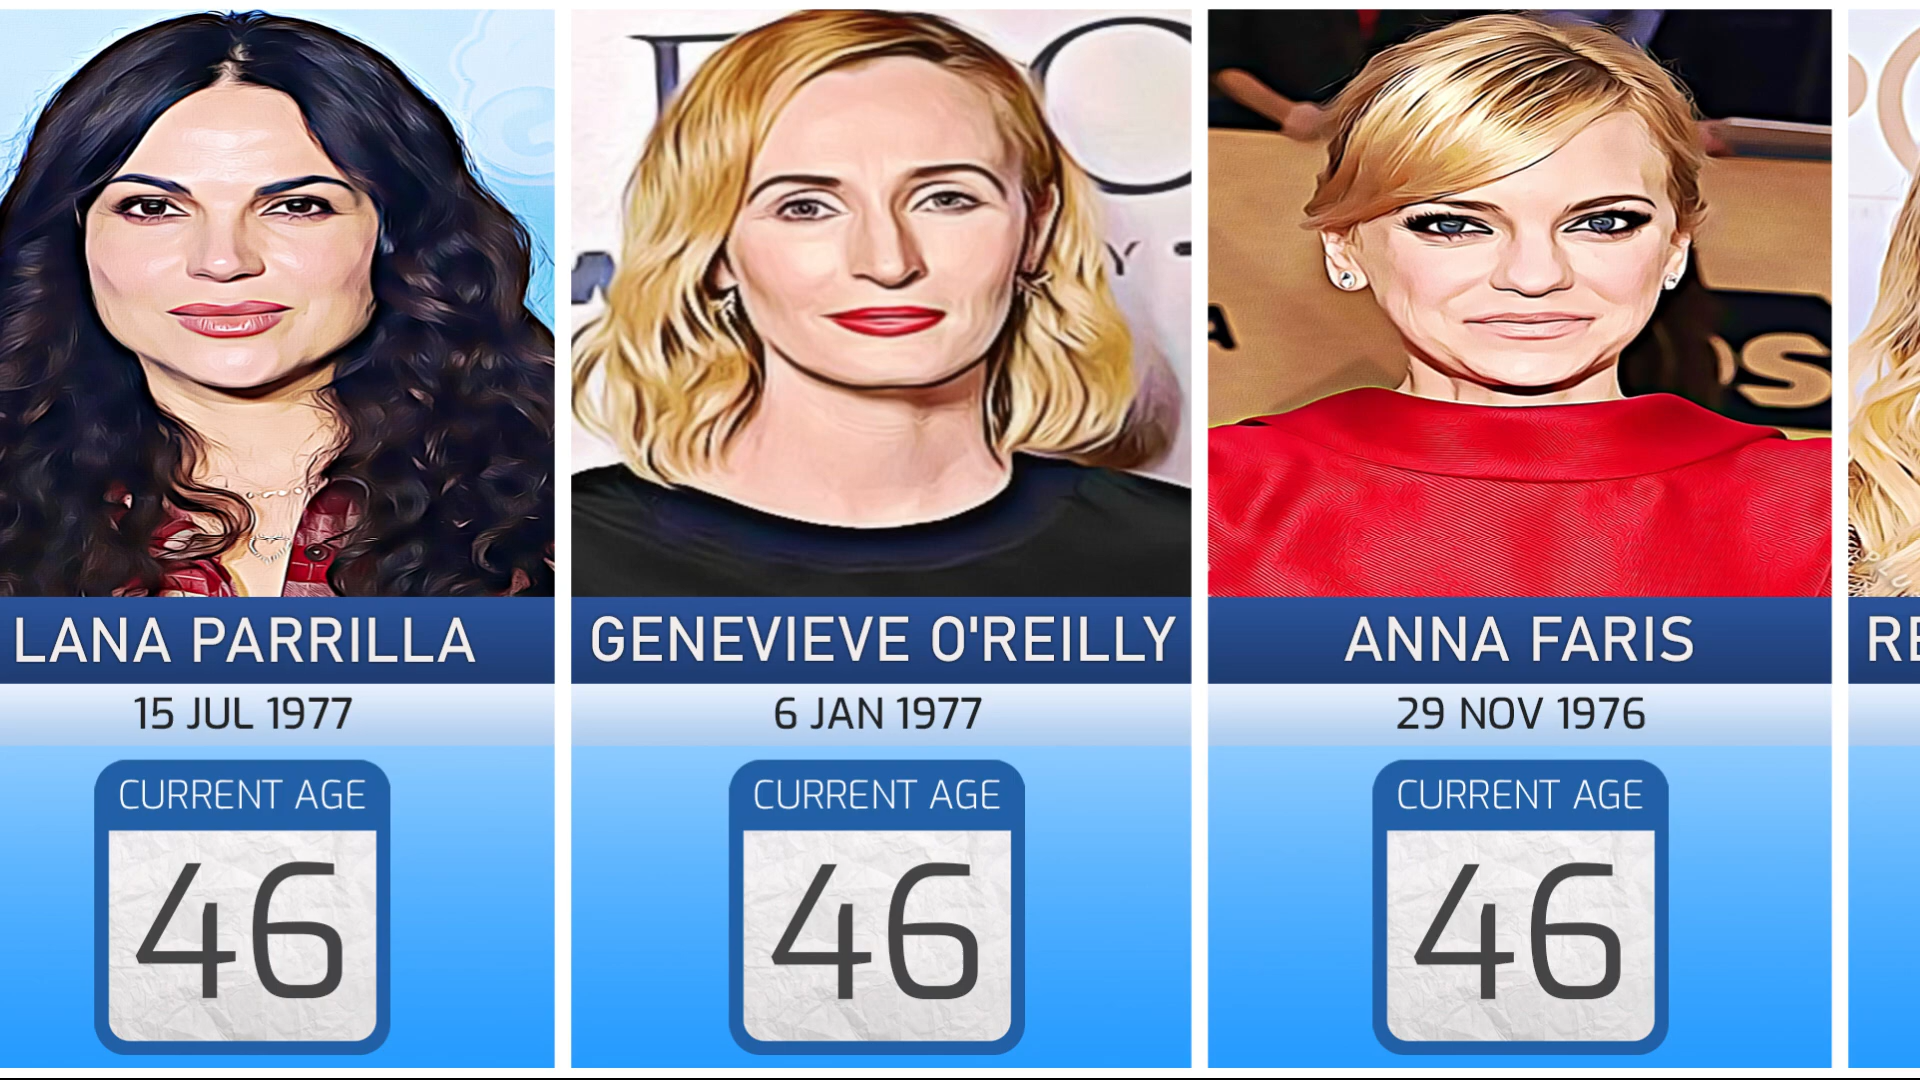 LANA PARRILLA
15 JUL 1977
CURRENT AGE
46
GENEVIEVE O'REILLY
6 JAN 1977
CURRENT AGE
46
ANNA FARIS
29 NOV 1976
CURRENT AGE
46
RE